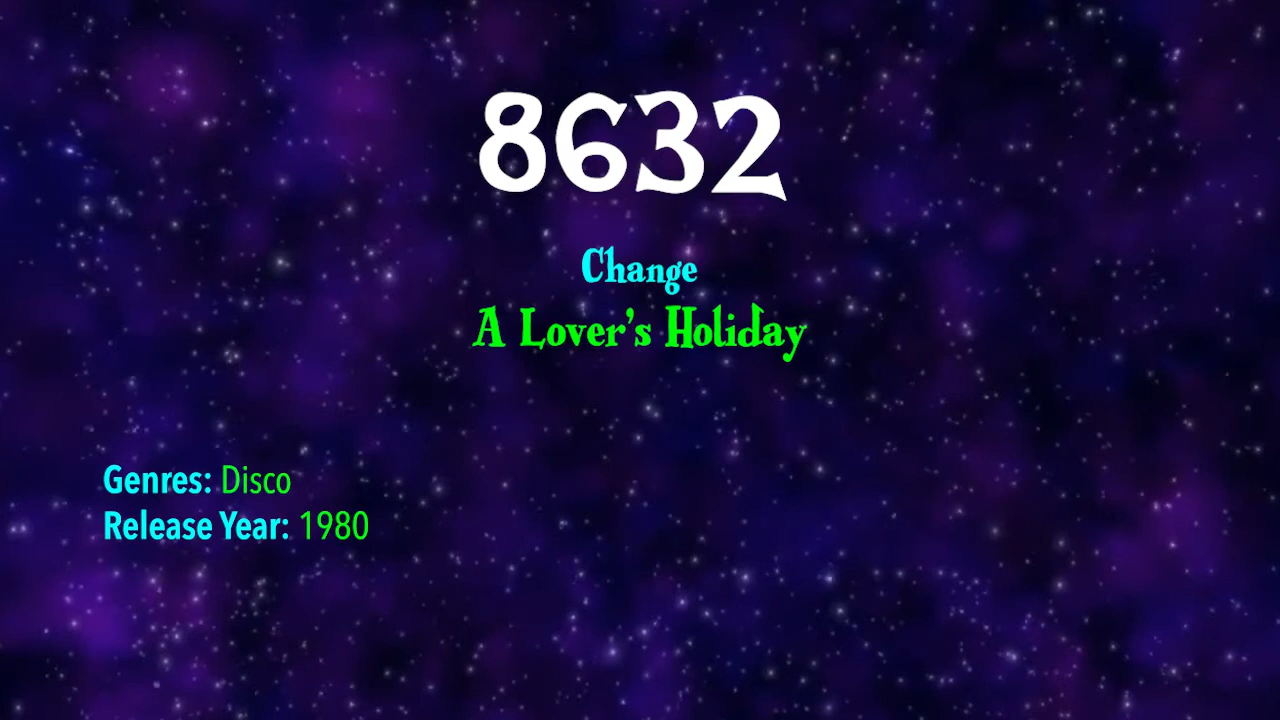 8632
Change
A Lover's Holiday
Genres: Disco
Release Year: 1980